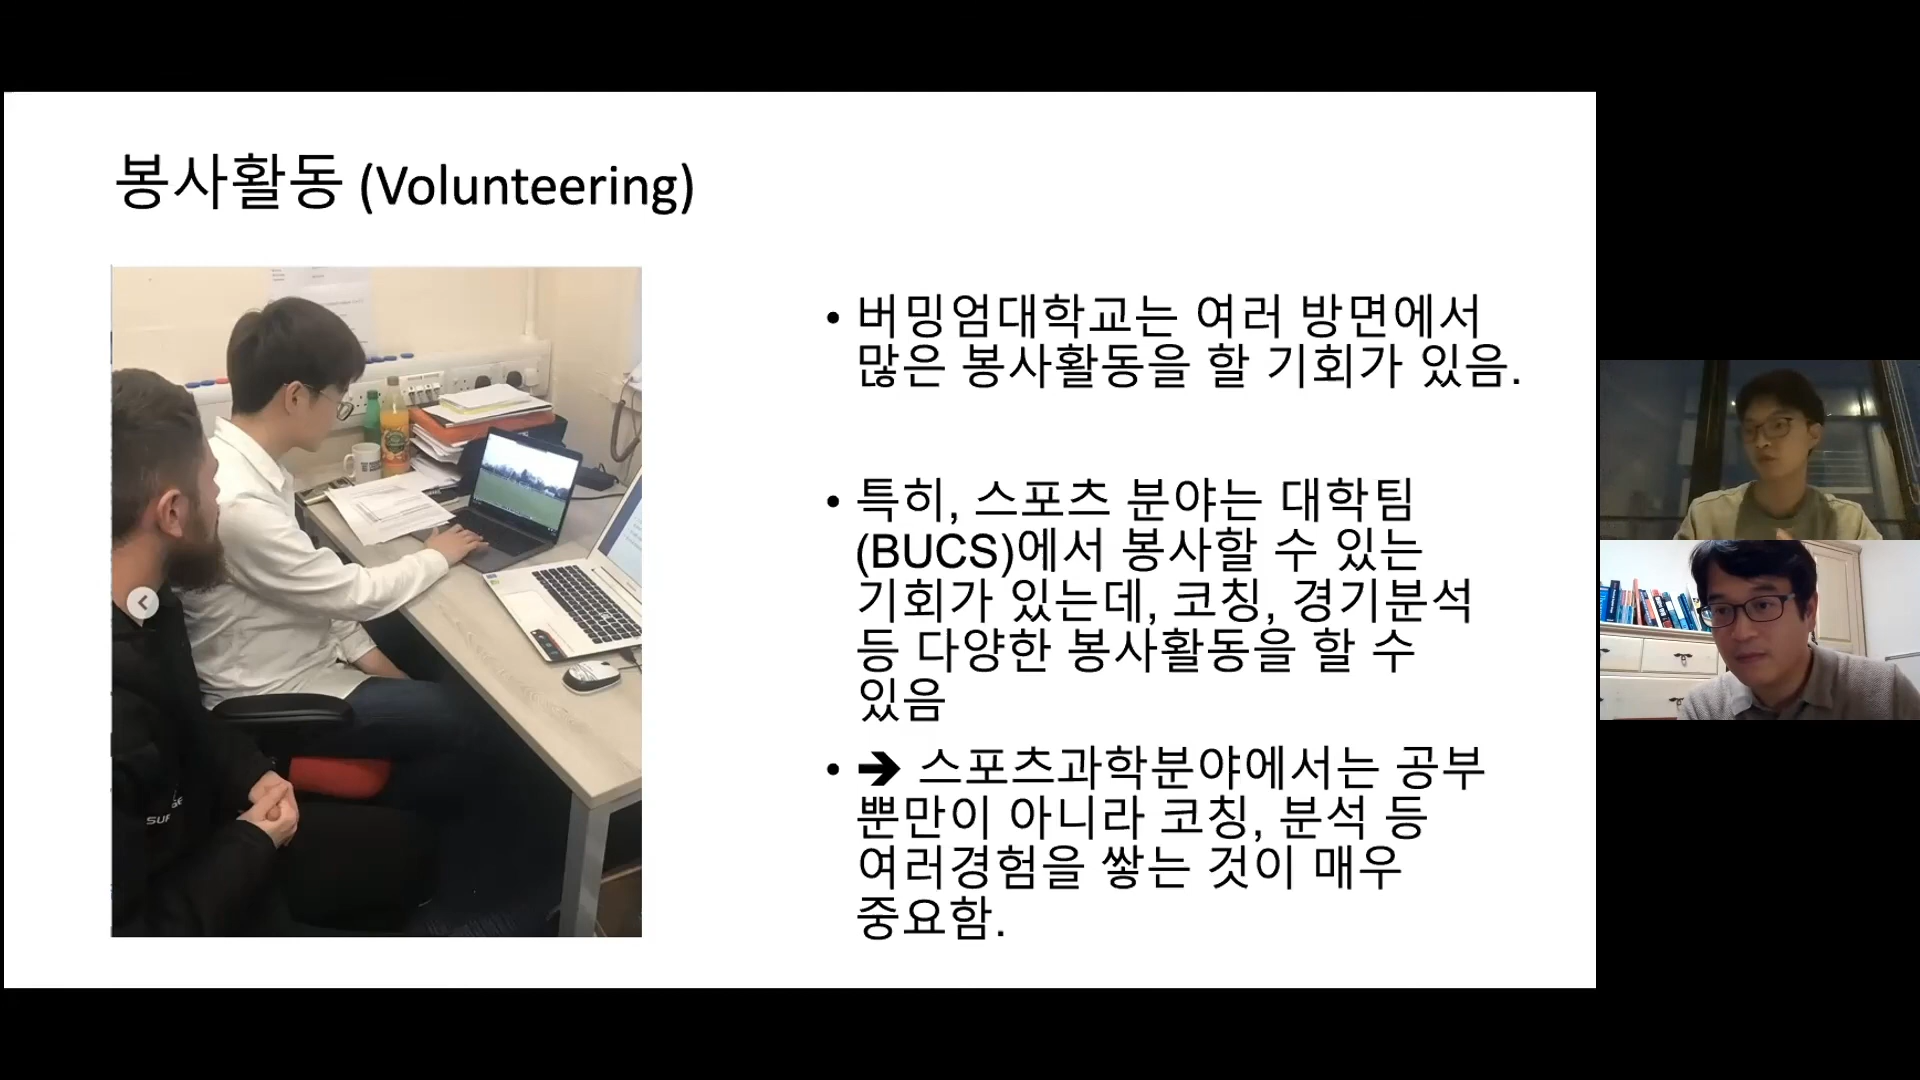 봉사활동 (Volunteering)
• 버밍엄대학교는 여러 방면에서
많은 봉사활동을 할 기회가 있음.
• 특히, 스포츠 분야는 대학팀
(BUCS)에서 봉사할 수 있는
기회가 있는데, 코칭, 경기분석
등 다양한 봉사활동을 할 수
있음
• ➔ 스포츠과학분야에서는 공부
뿐만이 아니라 코칭, 분석 등
여러경험을 쌓는 것이 매우
중요함.